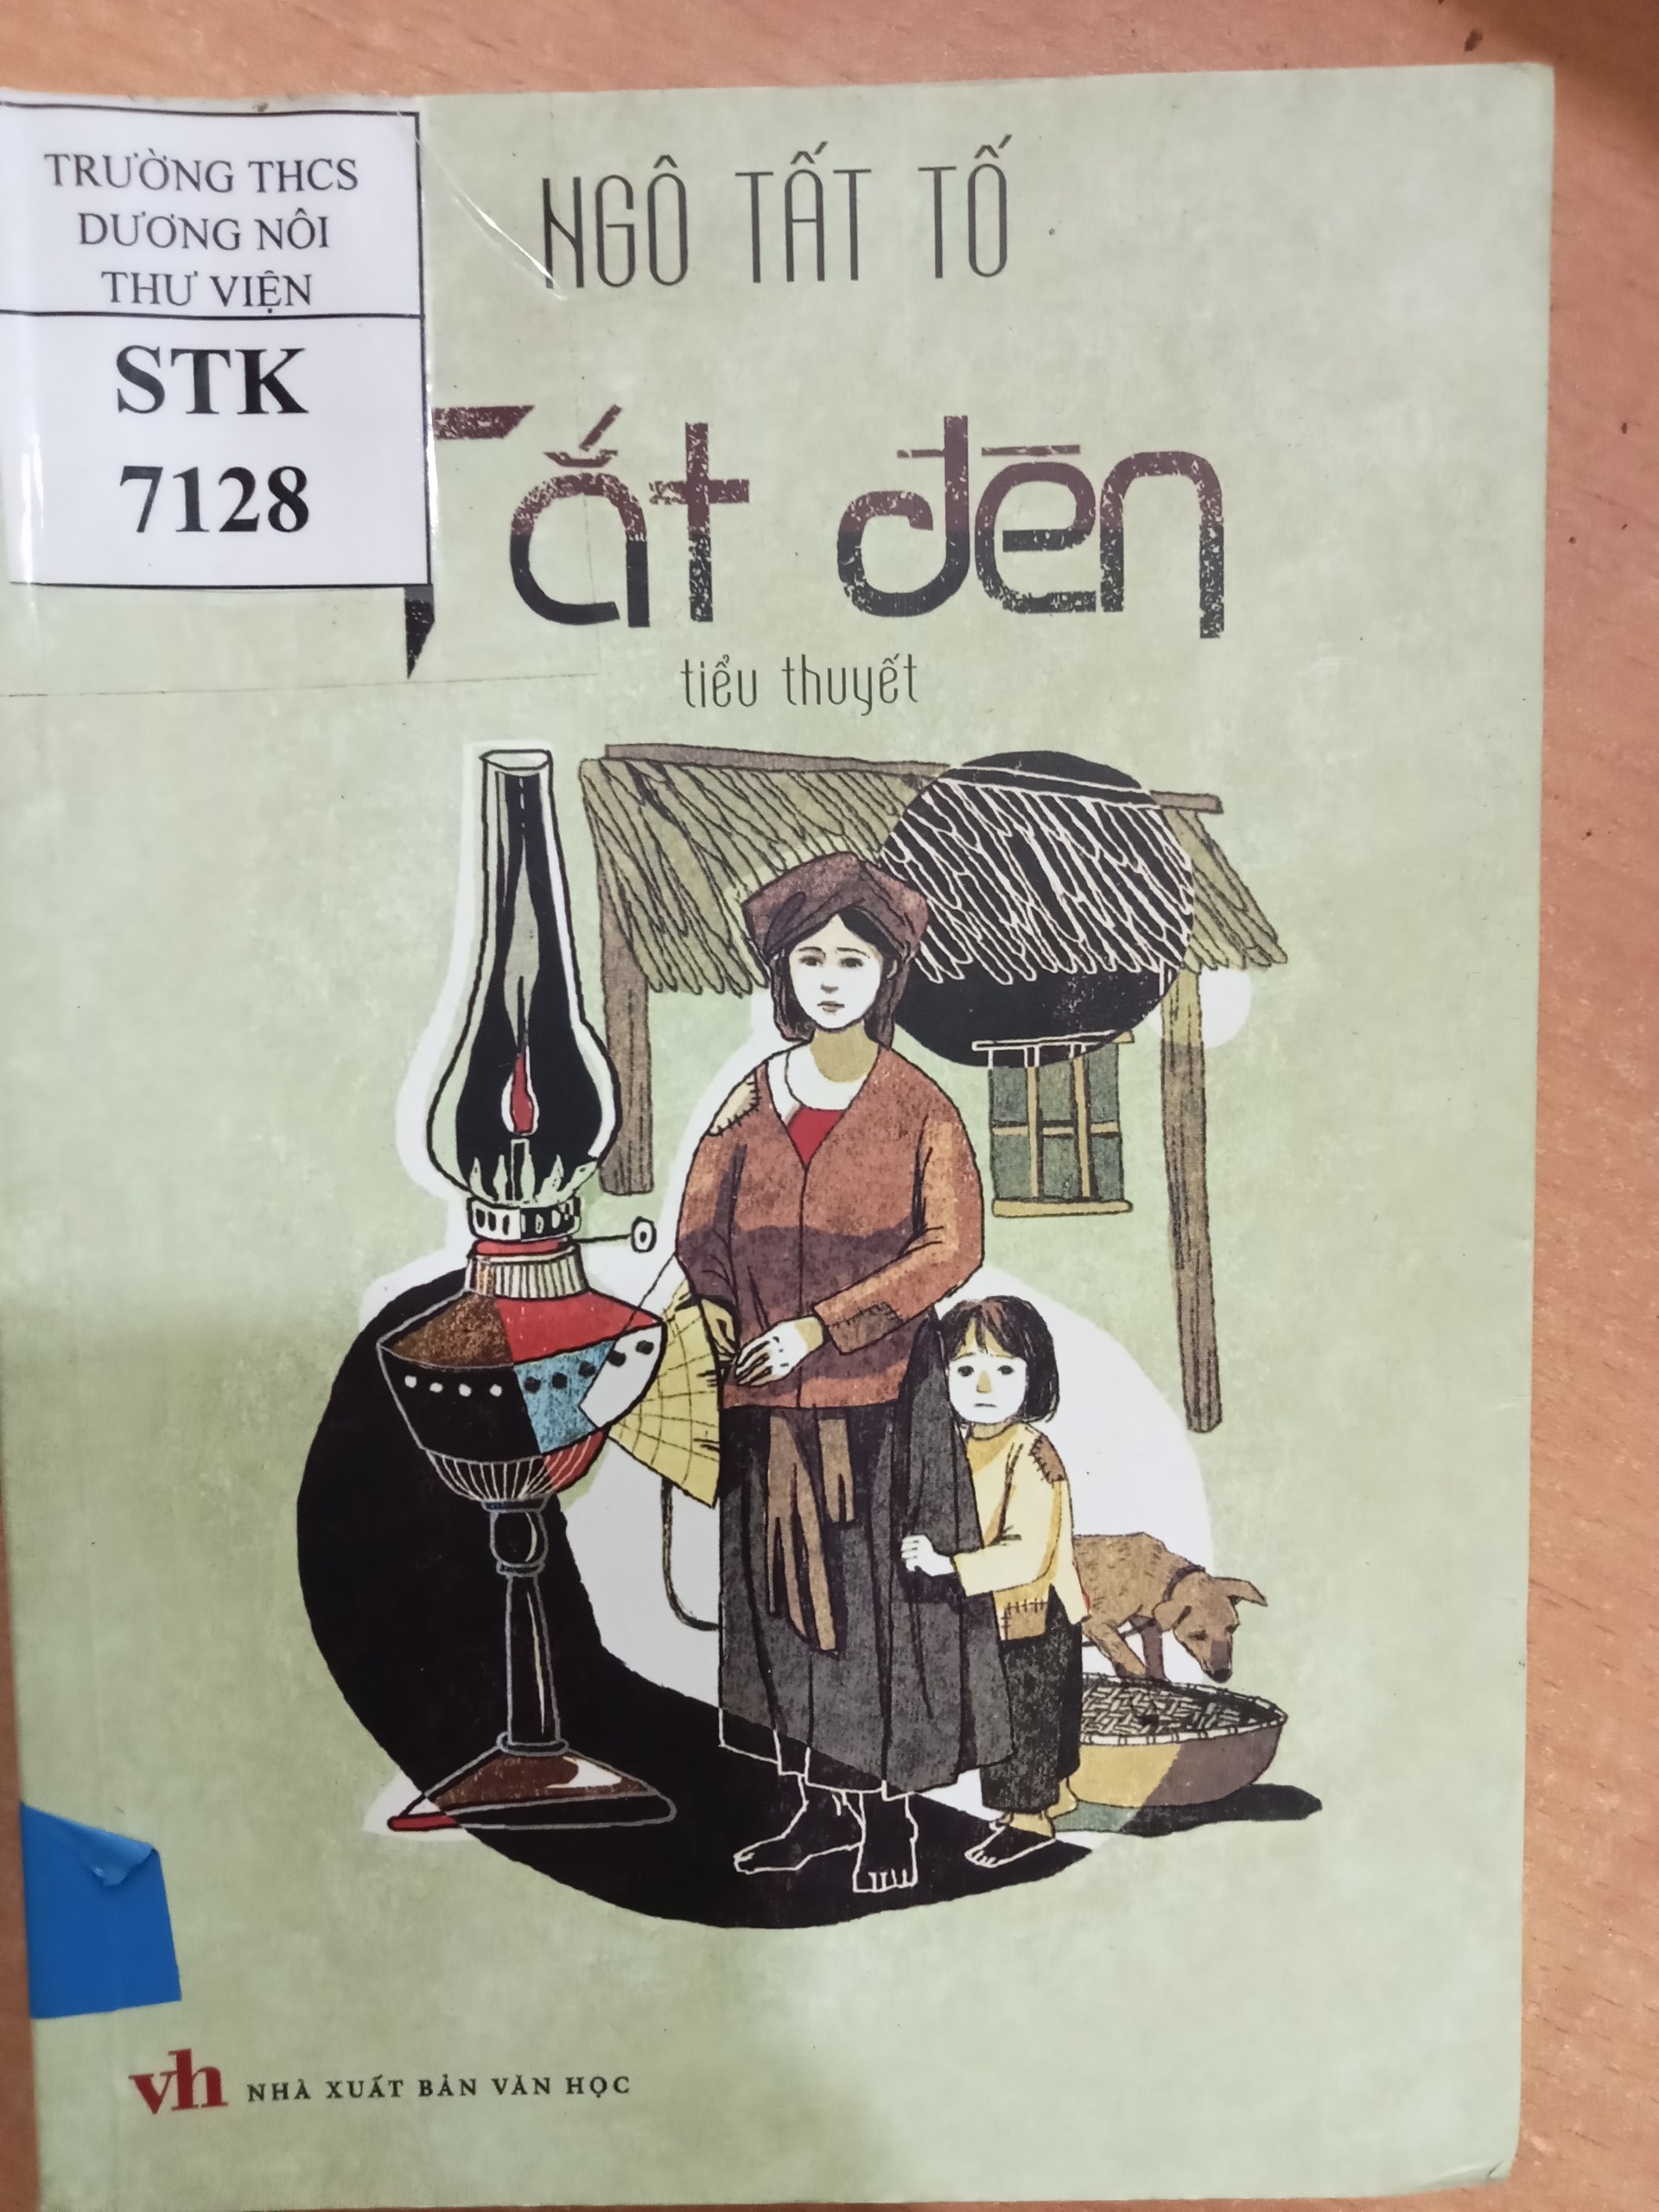 TRƯỜNG THCS
DƯƠNG NÔI
THƯ VIỆN
STK
7128
NGÔ TẤT TỐ
Tắt đèn
tiểu thuyết
vh NHÀ XUẤT BẢN VĂN HỌC